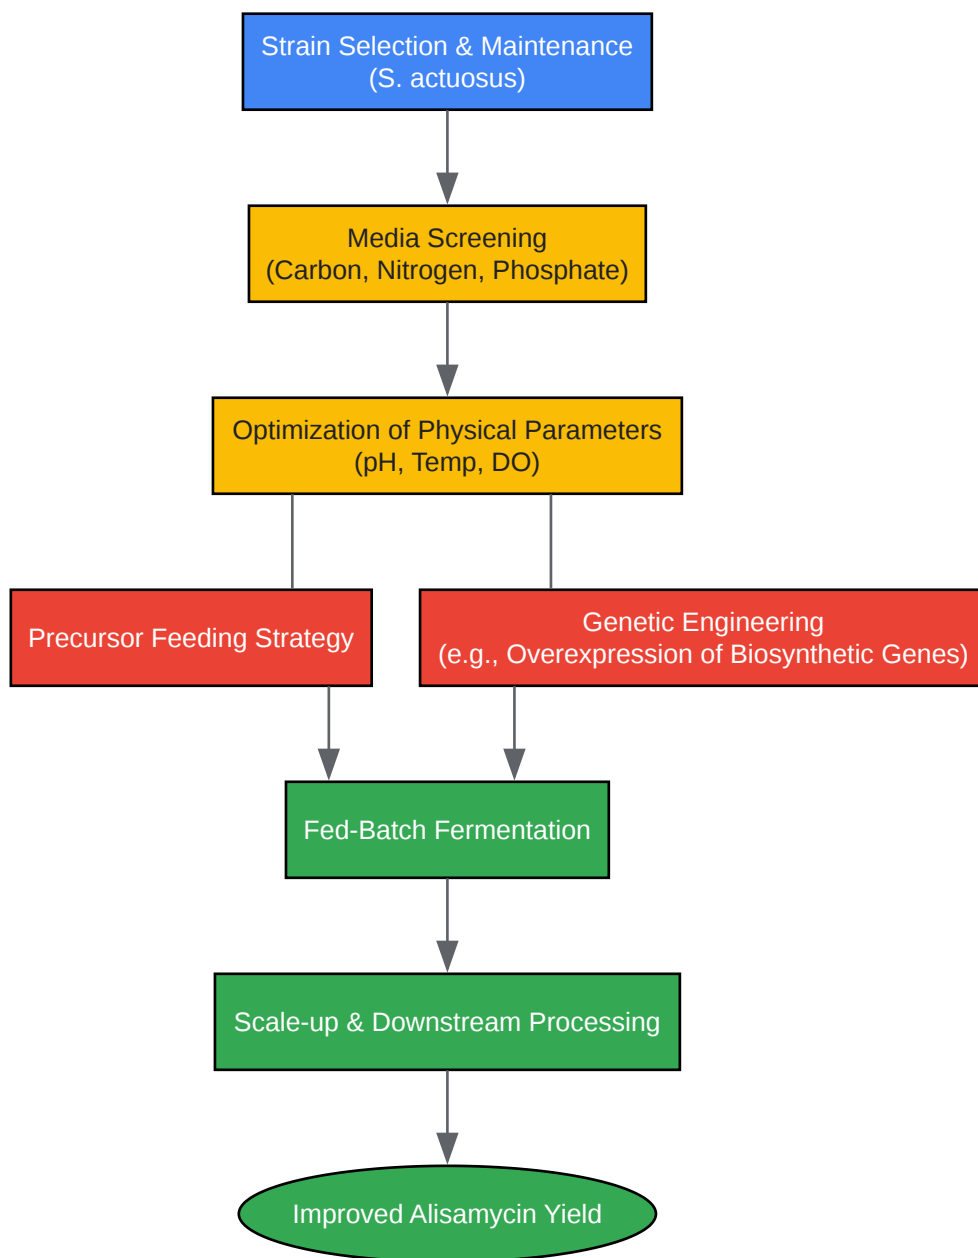 Strain Selection & Maintenance
(S. actuosus)
Media Screening
(Carbon, Nitrogen, Phosphate)
Optimization of Physical Parameters
(pH, Temp, DO)
Precursor Feeding Strategy
Genetic Engineering
(e.g., Overexpression of Biosynthetic Genes)
Fed-Batch Fermentation
Scale-up & Downstream Processing
Improved Alisamycin Yield